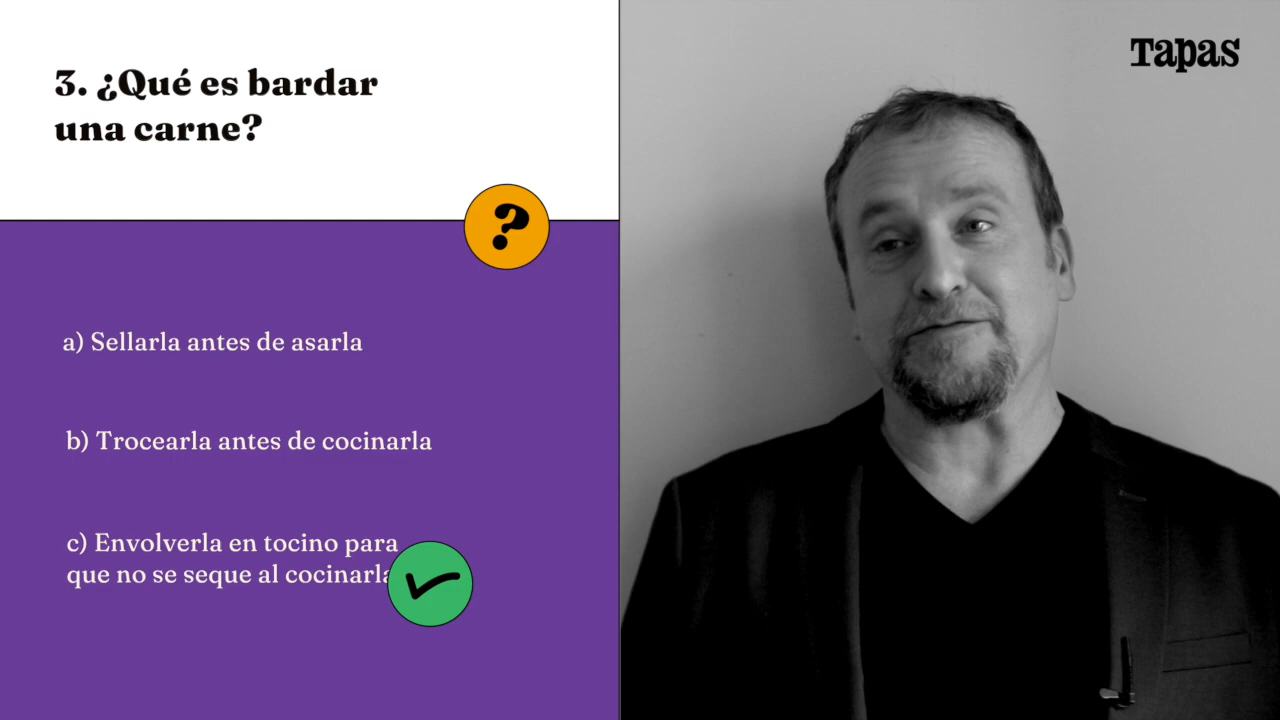 3. ¿Qué es bardar
una carne?
?
a) Sellarla antes de asarla
b) Trocearla antes de cocinarla
c) Envolverla en tocino para
que no se seque al cocinarla
Tapas